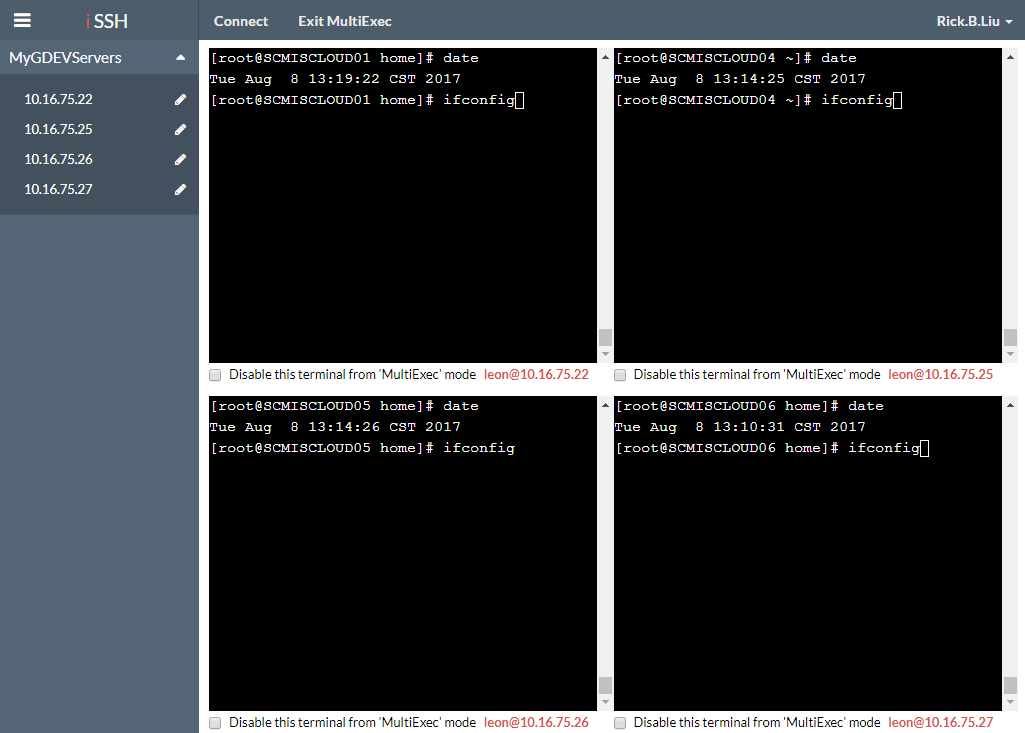 i SSH
Connect
Exit MultiExec
Rick.B.Liu
MyGDEVServers
10.16.75.22
10.16.75.25
10.16.75.26
10.16.75.27
[root@SCMISCLOUD01 home]# date
Tue Aug  8 13:19:22 CST 2017
[root@SCMISCLOUD01 home]# ifconfig
Disable this terminal from 'MultiExec' mode leon@10.16.75.22
[root@SCMISCLOUD04 ~]# date
Tue Aug  8 13:14:25 CST 2017
[root@SCMISCLOUD04 ~]# ifconfig
Disable this terminal from 'MultiExec' mode leon@10.16.75.25
[root@SCMISCLOUD05 home]# date
Tue Aug  8 13:14:26 CST 2017
[root@SCMISCLOUD05 home]# ifconfig
Disable this terminal from 'MultiExec' mode leon@10.16.75.26
[root@SCMISCLOUD06 home]# date
Tue Aug  8 13:10:31 CST 2017
[root@SCMISCLOUD06 home]# ifconfig
Disable this terminal from 'MultiExec' mode leon@10.16.75.27